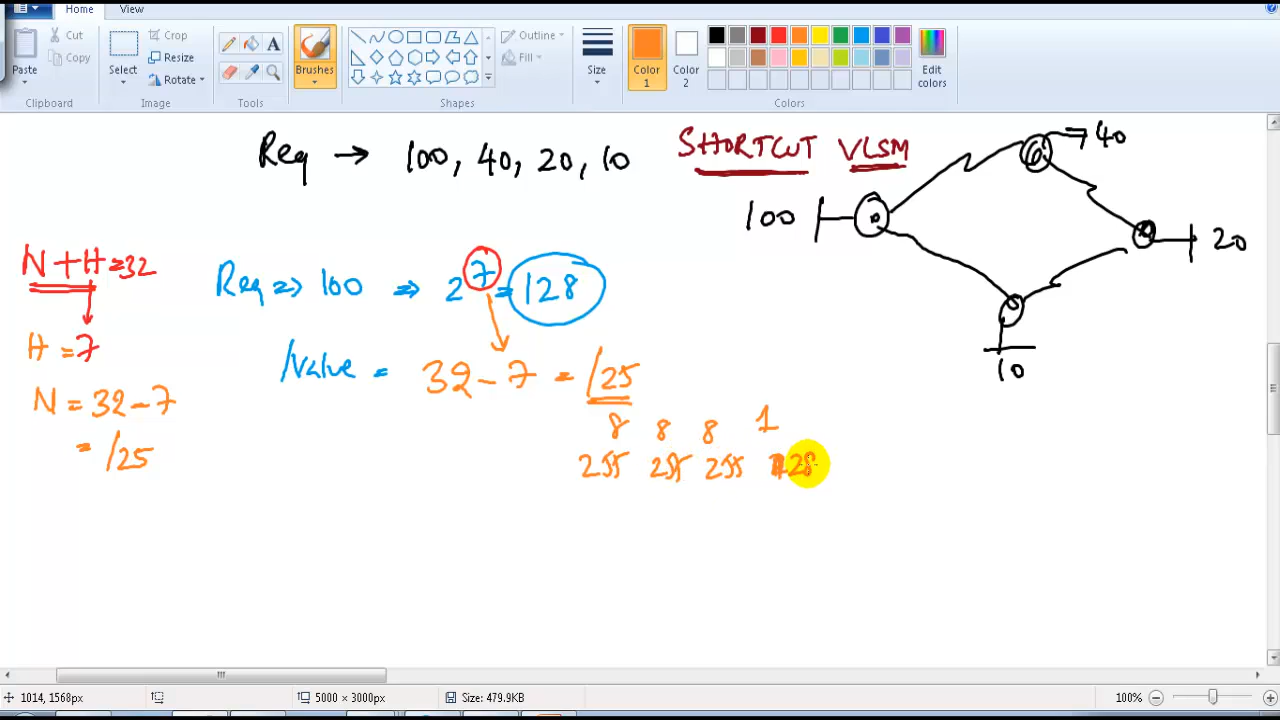 Home View
Cut
Copy
Paste
Clipboard
Select
Crop
Resize
Rotate
Image
Tools
Brushes
Shapes
Outline
Fill
Size
Color 1
Color 2
Edit colors
Colors
Req → 100, 40, 20, 10
SHORTCUT VLSM
40
100
20
10
N+H=32
H = 7
N = 32-7
= /25
Req => 100 => 2 7 = 128
/Value = 32-7 = /25
8 8 8 1
255 255 255 128
1014, 1568px
5000 × 3000px
Size: 479.9KB
100%